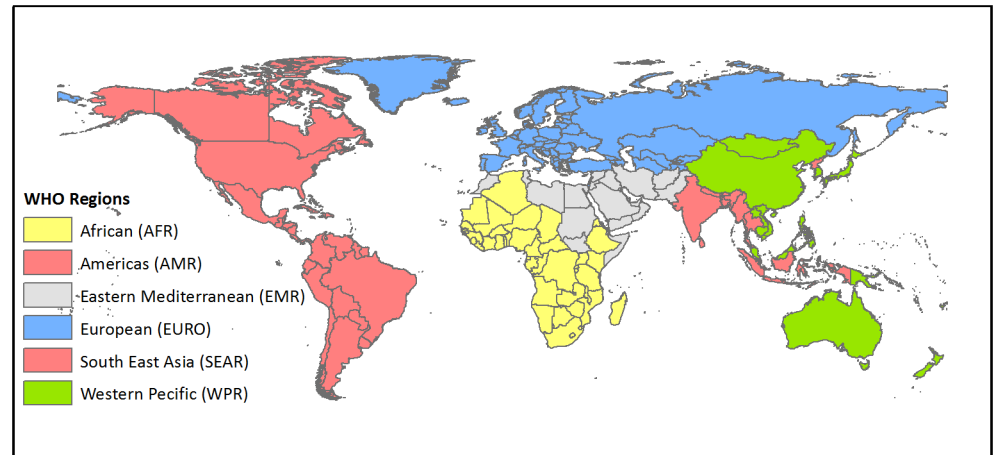 WHO Regions
African (AFR)
Americas (AMR)
Eastern Mediterranean (EMR)
European (EURO)
South East Asia (SEAR)
Western Pecific (WPR)